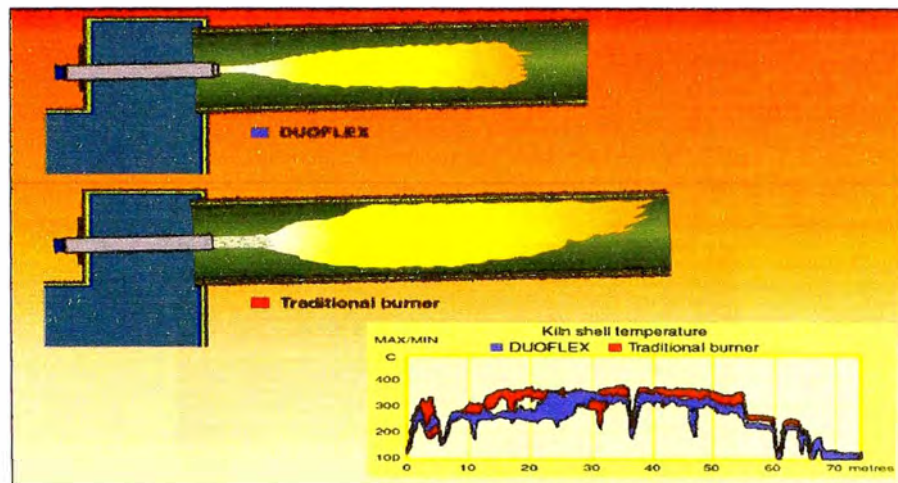 DUOFLEX
Traditional burner
Kiln shell temperature
MAX/MIN
DUOFLEX Traditional burner
C
400
300
200
100
0 10 20 30 40 50 60 70 metres